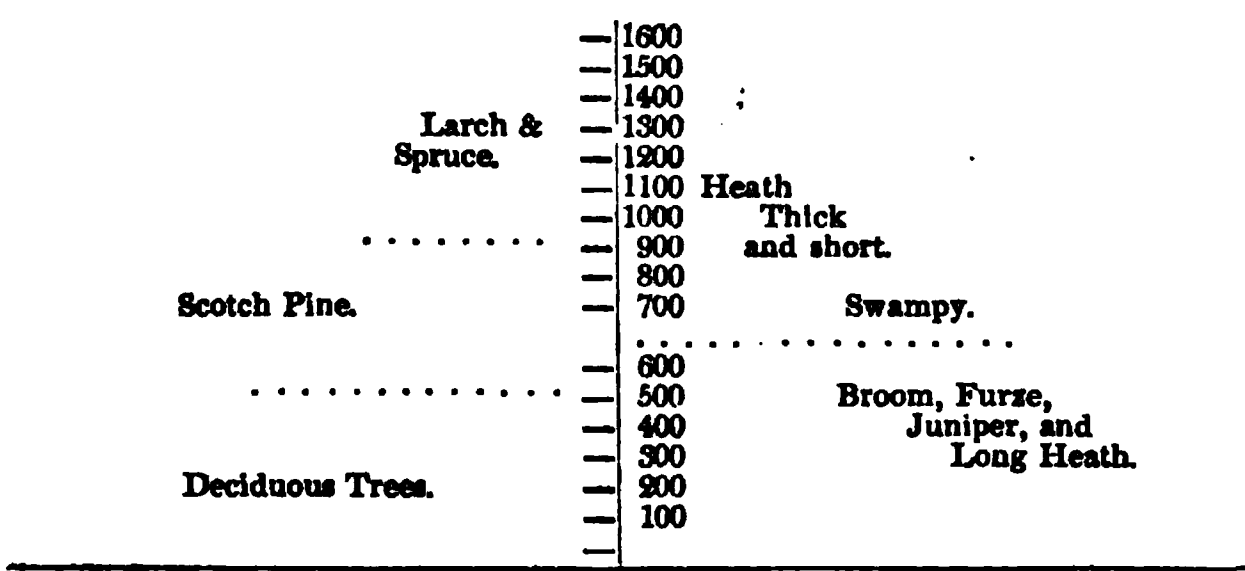 1600
1500
1400
Larch & 1300
Spruce. 1200
1100 Heath
1000 Thick
900 and short.
800
Scotch Pine. 700 Swampy.
600
500 Broom, Furze,
400 Juniper, and
300 Long Heath.
Deciduous Trees. 200
100